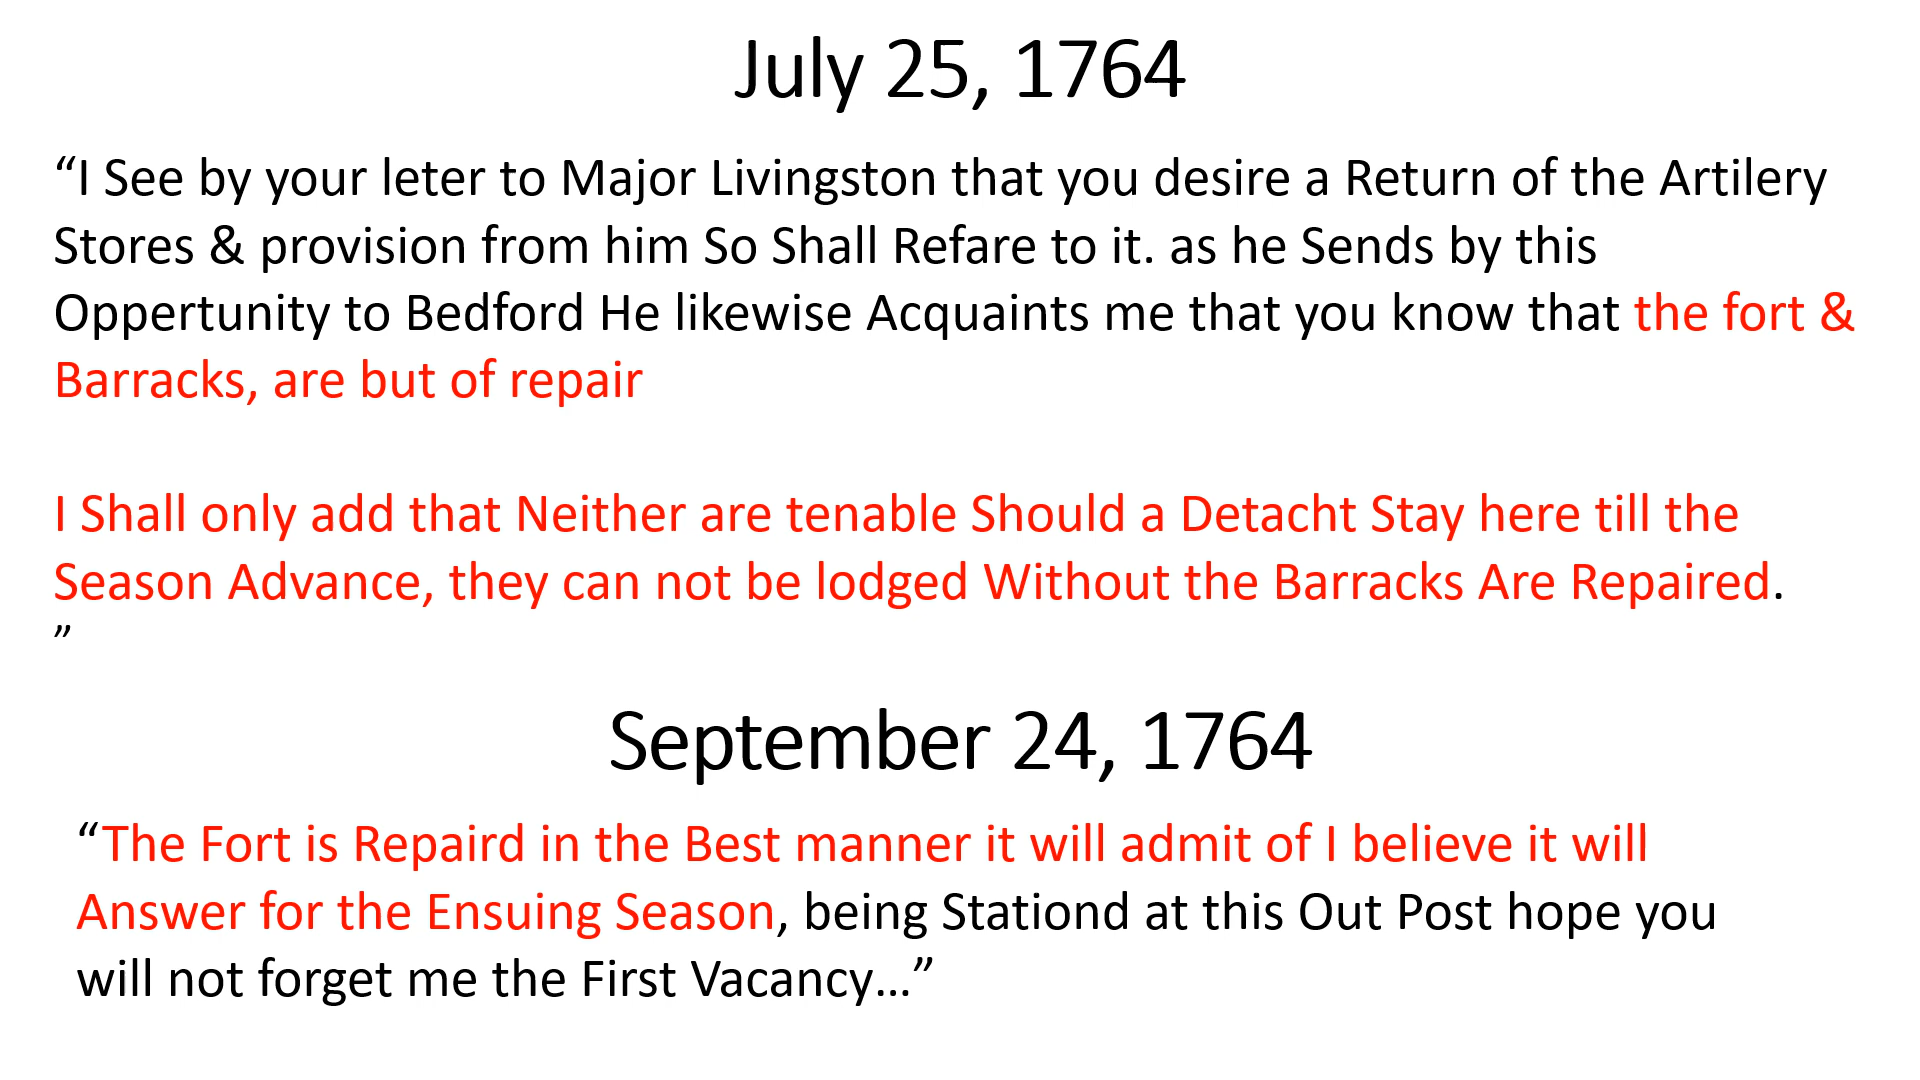 July 25, 1764
“I See by your leter to Major Livingston that you desire a Return of the Artilery
Stores & provision from him So Shall Refare to it. as he Sends by this
Oppertunity to Bedford He likewise Acquaints me that you know that the fort &
Barracks, are but of repair
I Shall only add that Neither are tenable Should a Detacht Stay here till the
Season Advance, they can not be lodged Without the Barracks Are Repaired.
”
September 24, 1764
“The Fort is Repaird in the Best manner it will admit of I believe it will
Answer for the Ensuing Season, being Stationd at this Out Post hope you
will not forget me the First Vacancy…”